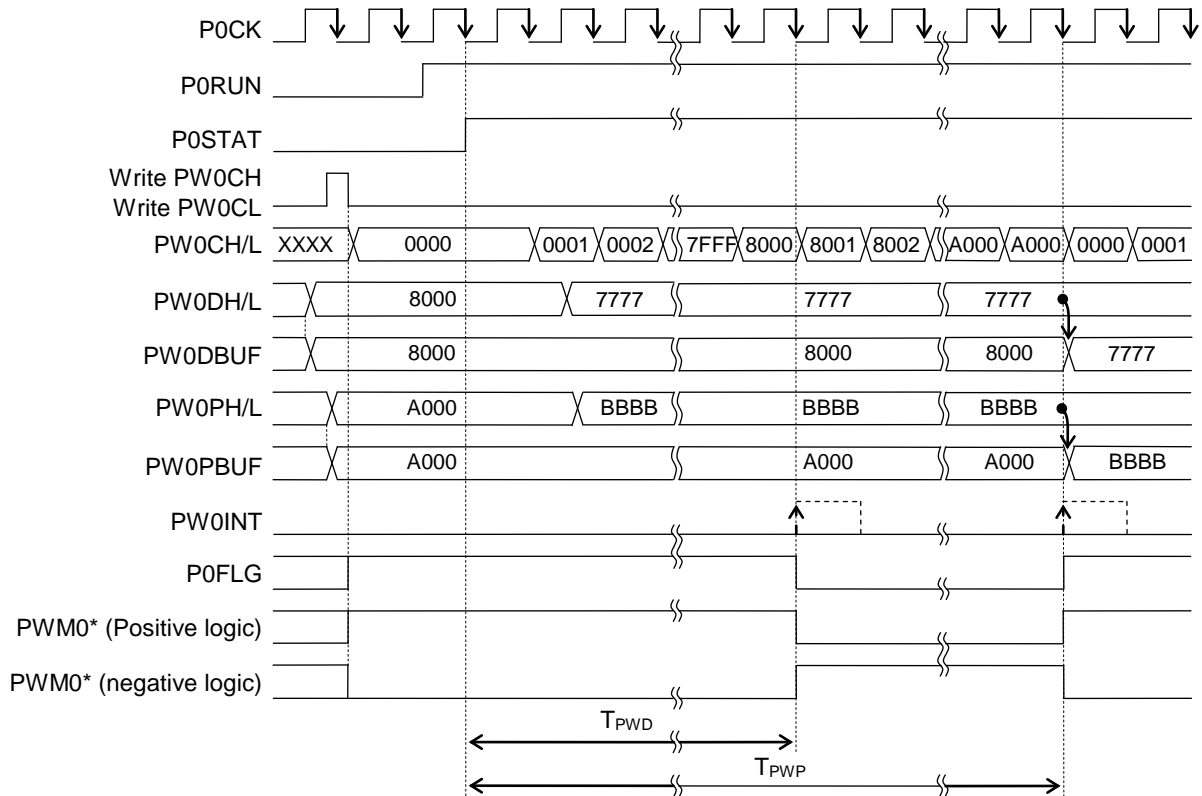 P0CK
P0RUN
P0STAT
Write PW0CH
Write PW0CL
PW0CH/L XXXX 0000 0001 0002 7FFF 8000 8001 8002 A000 A000 0000 0001
PW0DH/L 8000 7777 7777 7777
PW0DBUF 8000 8000 8000 7777
PW0PH/L A000 BBBB BBBB BBBB
PW0PBUF A000 A000 A000 BBBB
PW0INT
P0FLG
PWM0* (Positive logic)
PWM0* (negative logic)
TPWD
TPWP